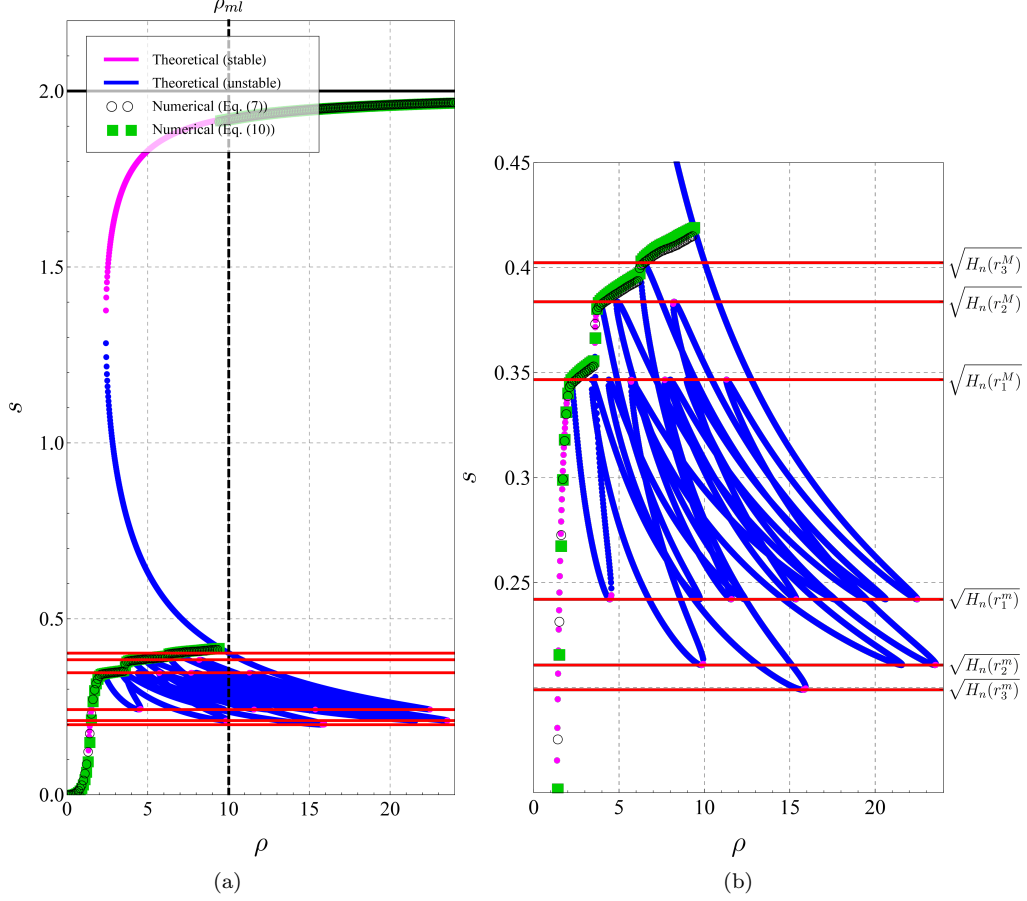 ρ_ml
Theoretical (stable)
Theoretical (unstable)
Numerical (Eq. (7))
Numerical (Eq. (10))
2.0
1.5
1.0
0.5
0.0
s
0 5 10 15 20
ρ
(a)
0.45
0.4
0.35
0.3
0.25
s
0 5 10 15 20
ρ
√H_n(r_3^M)
√H_n(r_2^M)
√H_n(r_1^M)
√H_n(r_1^m)
√H_n(r_2^m)
√H_n(r_3^m)
(b)